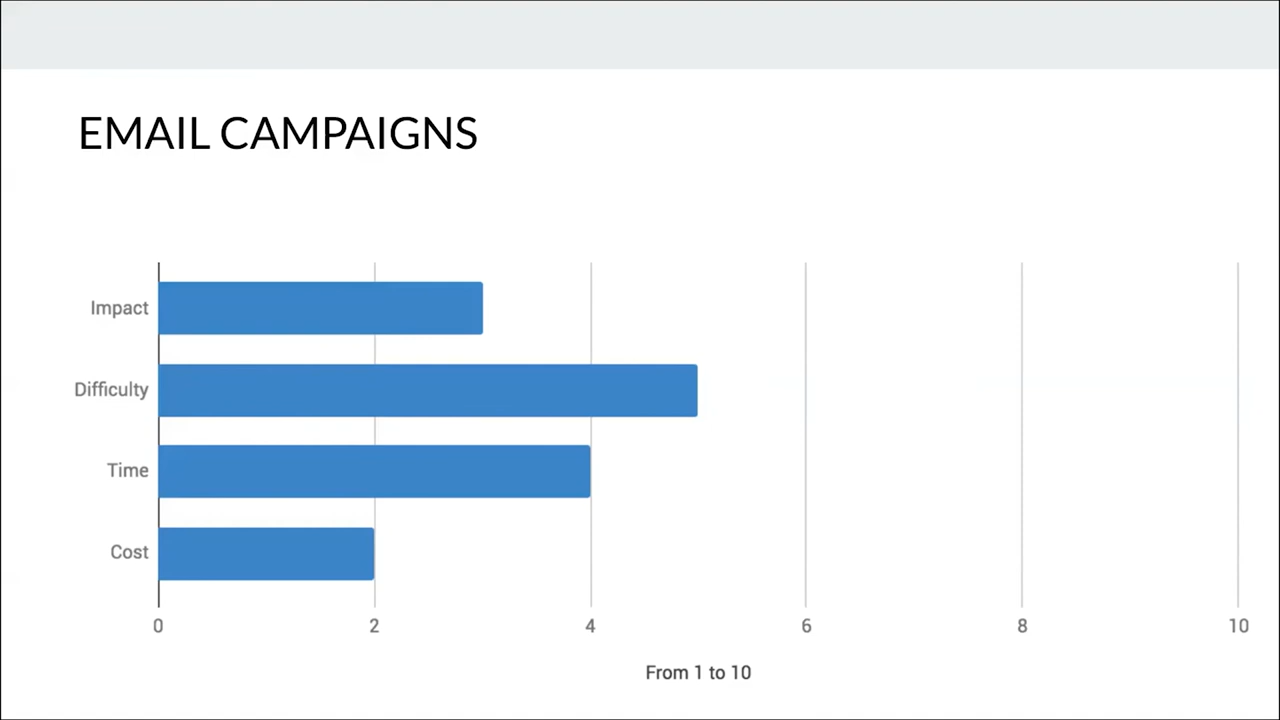 EMAIL CAMPAIGNS
Impact
Difficulty
Time
Cost
0 2 4 6 8 10
From 1 to 10